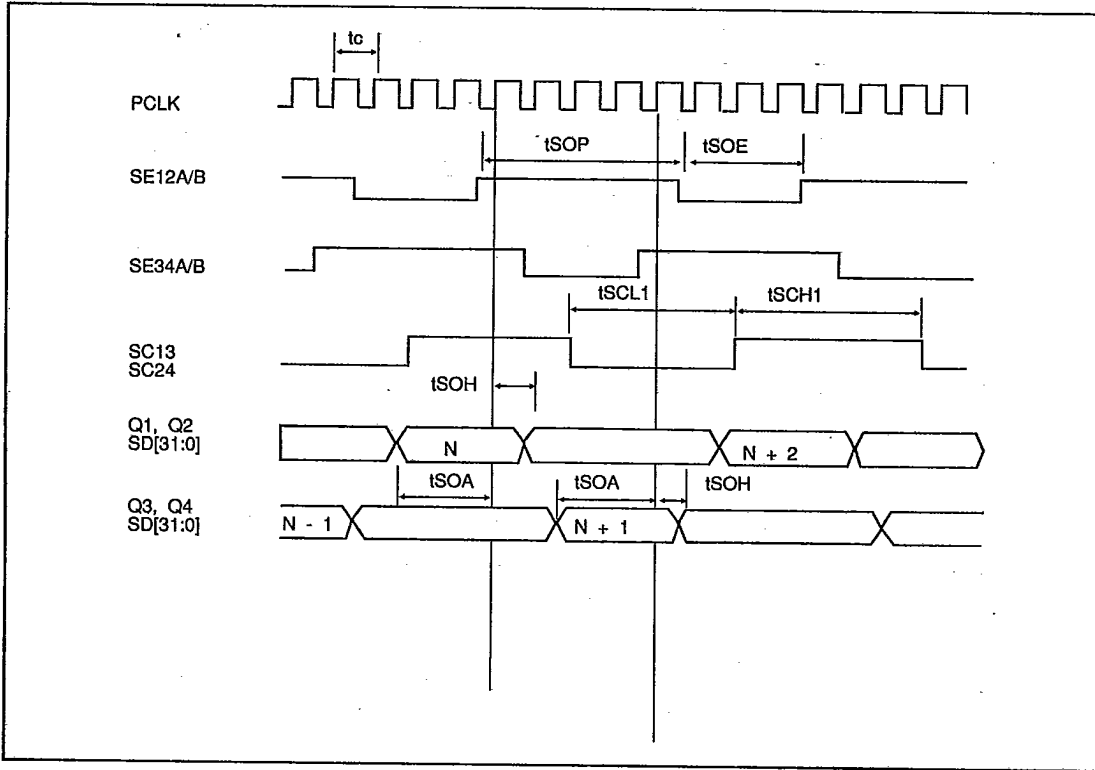 tc
PCLK
tSOP
tSOE
SE12A/B
SE34A/B
tSCL1
tSCH1
SC13
SC24
tSOH
Q1, Q2
SD[31:0]
N
N + 2
tSOA
tSOA
tSOH
Q3, Q4
SD[31:0]
N - 1
N + 1